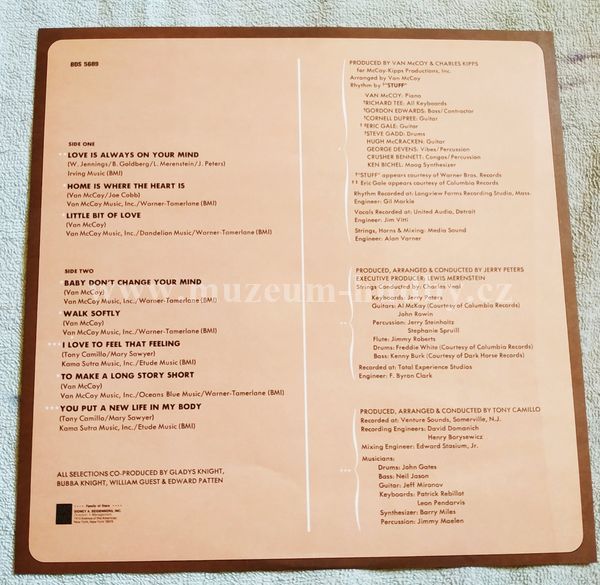 BDS 5689
SIDE ONE
LOVE IS ALWAYS ON YOUR MIND
(W. Jennings/B. Goldberg/L. Merenstein/J. Peters)
Irving Music (BMI)
HOME IS WHERE THE HEART IS
(Van McCoy/Joe Cobb)
Van McCoy Music, Inc./Warner-Tamerlane (BMI)
LITTLE BIT OF LOVE
(Van McCoy)
Van McCoy Music, Inc./Dandelion Music/Warner-Tamerlane (BMI)
SIDE TWO
BABY DON'T CHANGE YOUR MIND
(Van McCoy)
Van McCoy Music, Inc./Warner-Tamerlane (BMI)
WALK SOFTLY
(Van McCoy)
Van McCoy Music, Inc./Warner-Tamerlane (BMI)
I LOVE TO FEEL THAT FEELING
(Tony Camillo/Mary Sawyer)
Kama Sutra Music, Inc./Etude Music (BMI)
TO MAKE A LONG STORY SHORT
(Van McCoy)
Van McCoy Music, Inc./Oceans Blue Music/Warner-Tamerlane (BMI)
YOU PUT A NEW LIFE IN MY BODY
(Tony Camillo/Mary Sawyer)
Kama Sutra Music, Inc./Etude Music (BMI)
ALL SELECTIONS CO-PRODUCED BY GLADYS KNIGHT,
BUBBA KNIGHT, WILLIAM GUEST & EDWARD PATTEN
Family of Stars
SIDNEY A. SEIDENBERG, INC.
PRODUCED BY VAN McCOY & CHARLES KIPPS
for McCoy-Kipps Productions, Inc.
Arranged by Van McCoy
Rhythm by †"STUFF"
VAN McCOY: Piano
†RICHARD TEE: All Keyboards
†GORDON EDWARDS: Bass/Contractor
†CORNELL DUPREE: Guitar
††ERIC GALE: Guitar
†STEVE GADD: Drums
HUGH McCRACKEN: Guitar
GEORGE DEVENS: Vibes/Percussion
CRUSHER BENNETT: Congas/Percussion
KEN BICHEL: Moog Synthesizer
†"STUFF" appears courtesy of Warner Bros. Records
†† Eric Gale appears courtesy of Columbia Records
Rhythm Recorded at: Longview Farms Recording Studio, Mass.
Engineer: Gil Markle
Vocals Recorded at: United Audio, Detroit
Engineer: Jim Vitti
Strings, Horns & Mixing: Media Sound
Engineer: Alan Varner
PRODUCED, ARRANGED & CONDUCTED BY JERRY PETERS
EXECUTIVE PRODUCER: LEWIS MERENSTEIN
Strings Conducted by: Charles Veal
Keyboards: Jerry Peters
Guitars: Al McKay (Courtesy of Columbia Records)
John Rowin
Percussion: Jerry Steinholtz
Stephanie Spruill
Flute: Jimmy Roberts
Drums: Freddie White (Courtesy of Columbia Records)
Bass: Kenny Burk (Courtesy of Dark Horse Records)
Recorded at: Total Experience Studios
Engineer: F. Byron Clark
PRODUCED, ARRANGED & CONDUCTED BY TONY CAMILLO
Recorded at: Venture Sounds, Somerville, N.J.
Recording Engineers: David Domanich
Henry Borysewicz
Mixing Engineer: Edward Stasium, Jr.
Musicians:
Drums: John Gates
Bass: Neil Jason
Guitar: Jeff Miranov
Keyboards: Patrick Rebillot
Leon Pendarvis
Synthesizer: Barry Miles
Percussion: Jimmy Maelen